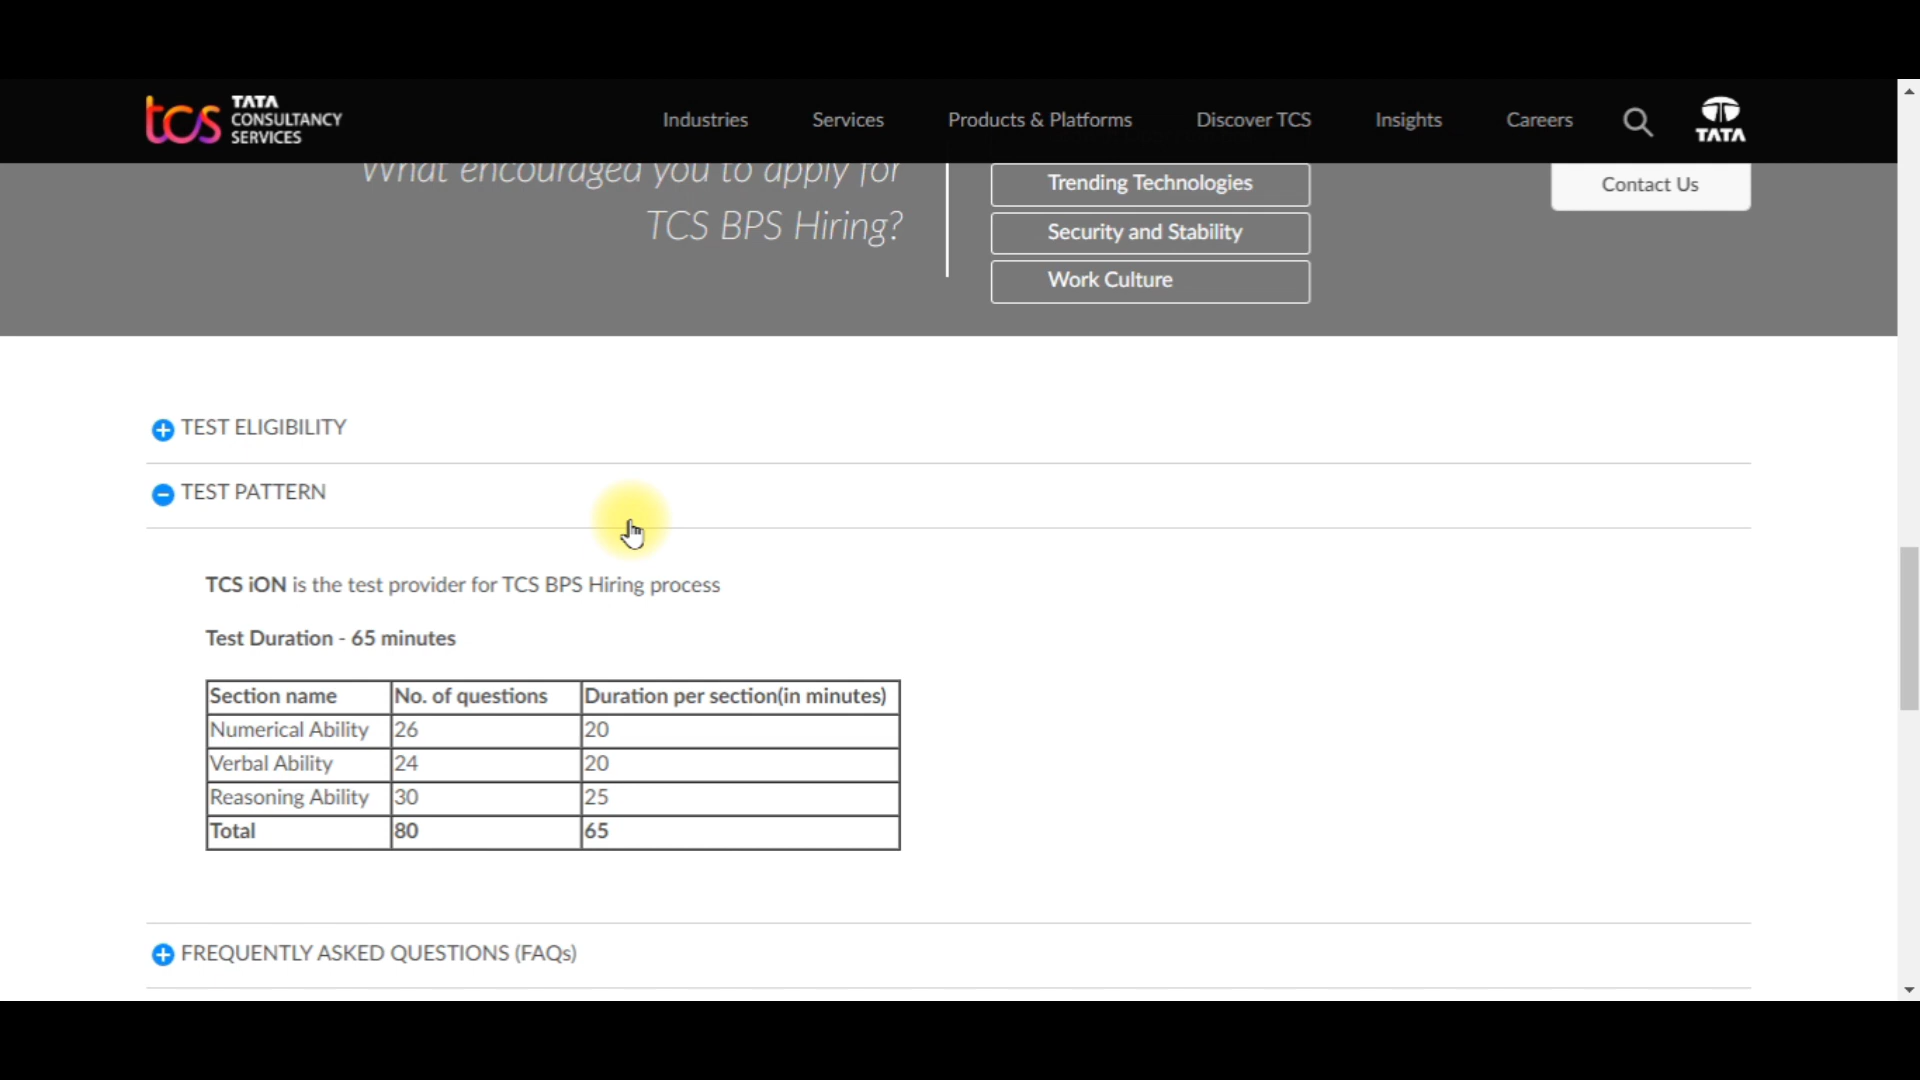 tcs TATA
CONSULTANCY
SERVICES
Industries Services Products & Platforms Discover TCS Insights Careers
TATA
What encouraged you to apply for
TCS BPS Hiring?
Trending Technologies
Security and Stability
Work Culture
Contact Us
TEST ELIGIBILITY
TEST PATTERN
TCS iON is the test provider for TCS BPS Hiring process
Test Duration - 65 minutes
Section name No. of questions Duration per section(in minutes)
Numerical Ability 26 20
Verbal Ability 24 20
Reasoning Ability 30 25
Total 80 65
FREQUENTLY ASKED QUESTIONS (FAQs)